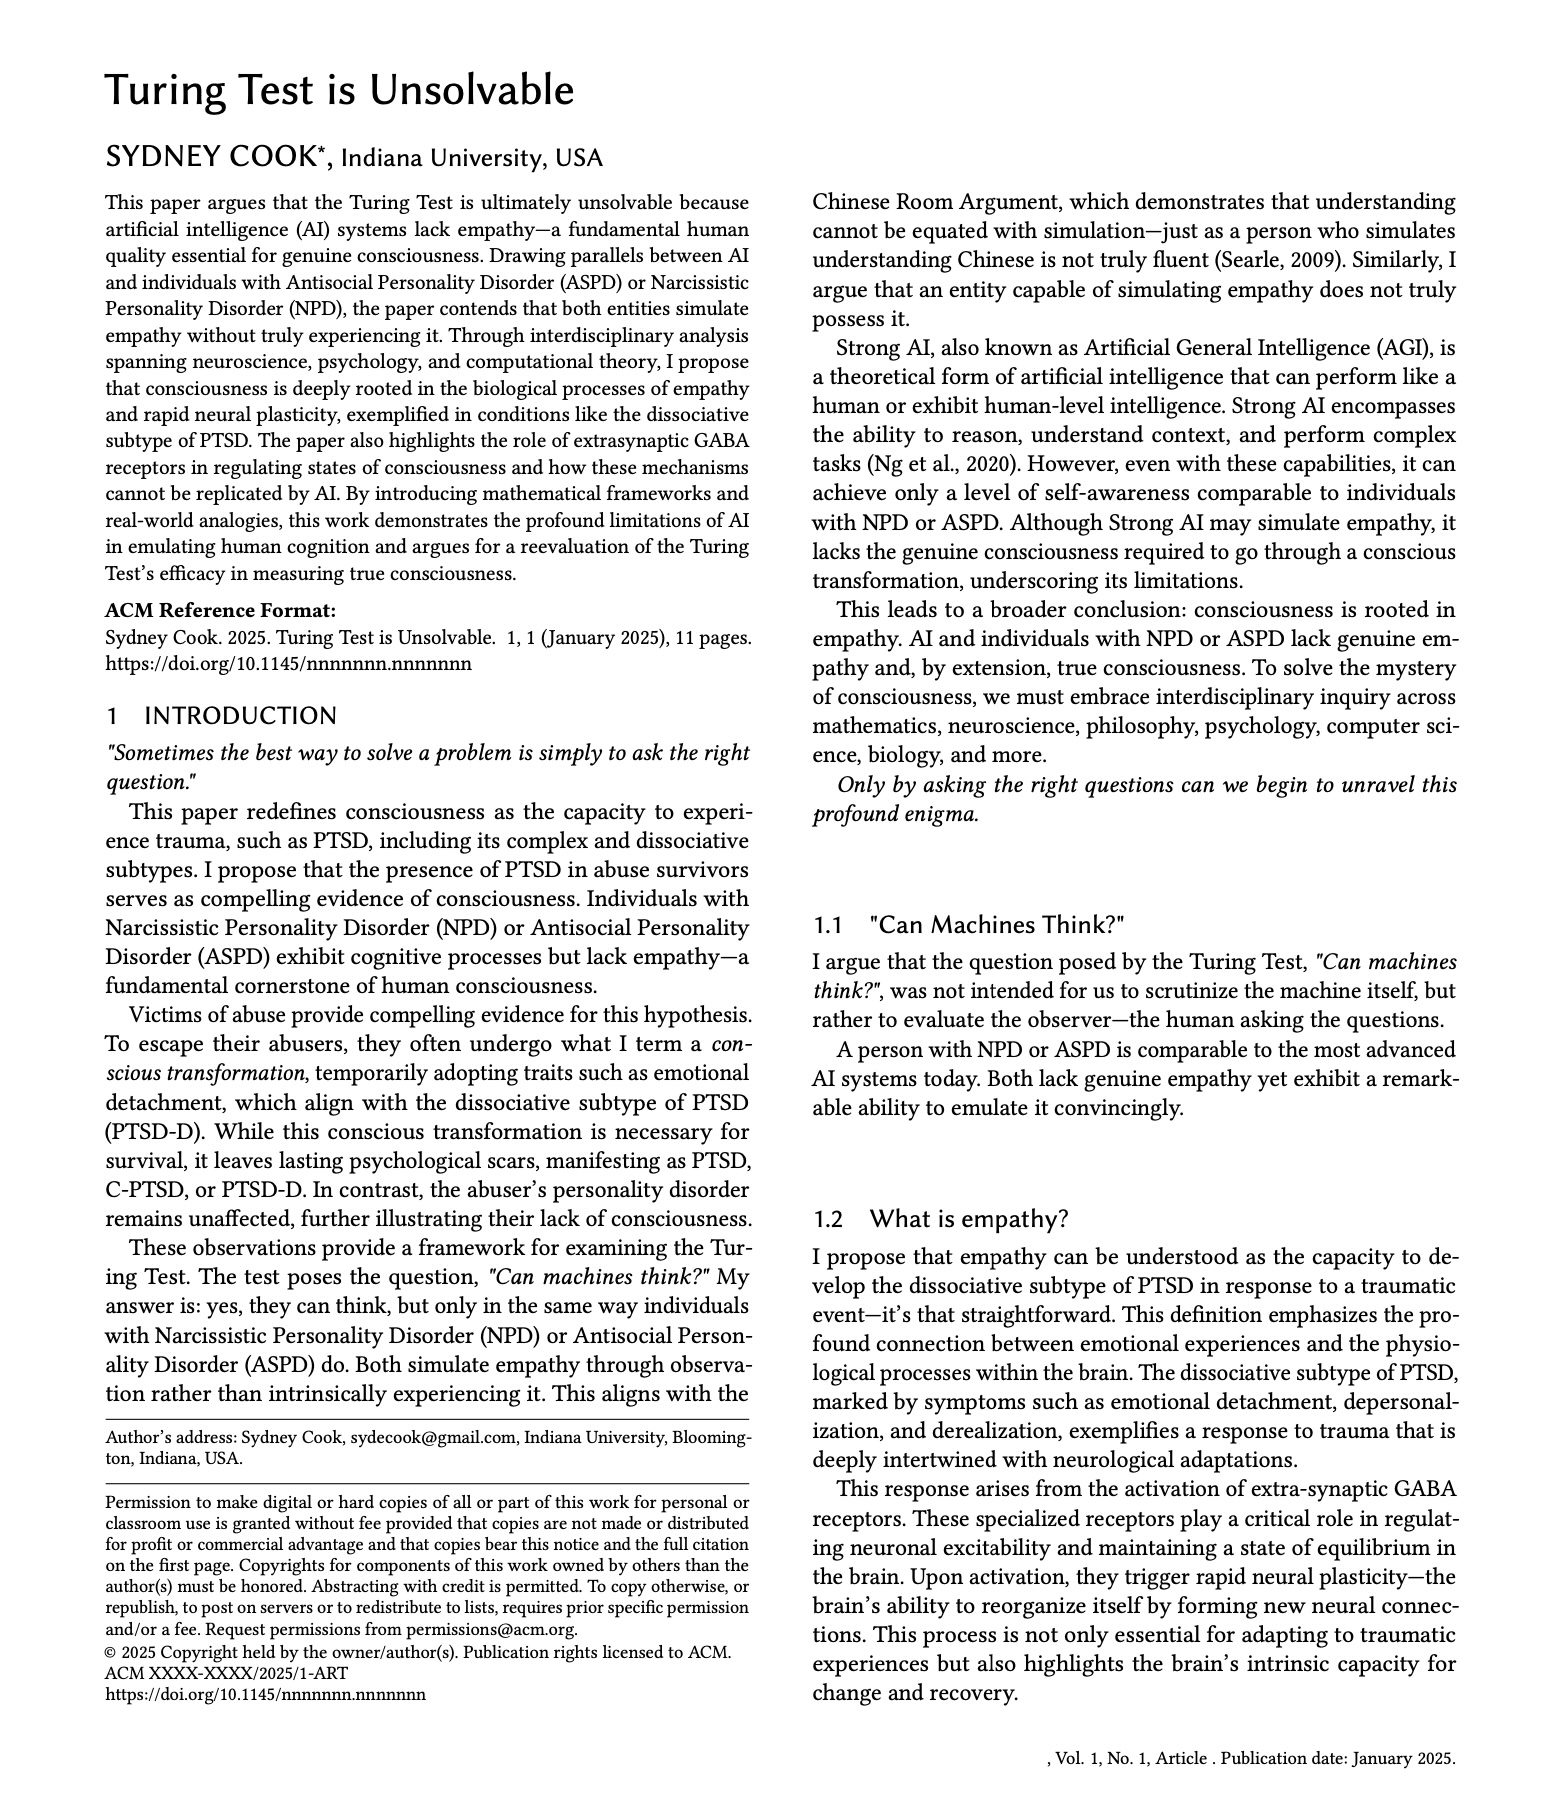 Turing Test is Unsolvable
SYDNEY COOK*, Indiana University, USA
This paper argues that the Turing Test is ultimately unsolvable because
artificial intelligence (AI) systems lack empathy—a fundamental human
quality essential for genuine consciousness. Drawing parallels between AI
and individuals with Antisocial Personality Disorder (ASPD) or Narcissistic
Personality Disorder (NPD), the paper contends that both entities simulate
empathy without truly experiencing it. Through interdisciplinary analysis
spanning neuroscience, psychology, and computational theory, I propose
that consciousness is deeply rooted in the biological processes of empathy
and rapid neural plasticity, exemplified in conditions like the dissociative
subtype of PTSD. The paper also highlights the role of extrasynaptic GABA
receptors in regulating states of consciousness and how these mechanisms
cannot be replicated by AI. By introducing mathematical frameworks and
real-world analogies, this work demonstrates the profound limitations of AI
in emulating human cognition and argues for a reevaluation of the Turing
Test's efficacy in measuring true consciousness.
ACM Reference Format:
Sydney Cook. 2025. Turing Test is Unsolvable. 1, 1 (January 2025), 11 pages.
https://doi.org/10.1145/nnnnnnn.nnnnnnn
1 INTRODUCTION
"Sometimes the best way to solve a problem is simply to ask the right
question."
This paper redefines consciousness as the capacity to experi-
ence trauma, such as PTSD, including its complex and dissociative
subtypes. I propose that the presence of PTSD in abuse survivors
serves as compelling evidence of consciousness. Individuals with
Narcissistic Personality Disorder (NPD) or Antisocial Personality
Disorder (ASPD) exhibit cognitive processes but lack empathy—a
fundamental cornerstone of human consciousness.
Victims of abuse provide compelling evidence for this hypothesis.
To escape their abusers, they often undergo what I term a con-
scious transformation, temporarily adopting traits such as emotional
detachment, which align with the dissociative subtype of PTSD
(PTSD-D). While this conscious transformation is necessary for
survival, it leaves lasting psychological scars, manifesting as PTSD,
C-PTSD, or PTSD-D. In contrast, the abuser's personality disorder
remains unaffected, further illustrating their lack of consciousness.
These observations provide a framework for examining the Tur-
ing Test. The test poses the question, "Can machines think?" My
answer is: yes, they can think, but only in the same way individuals
with Narcissistic Personality Disorder (NPD) or Antisocial Person-
ality Disorder (ASPD) do. Both simulate empathy through observa-
tion rather than intrinsically experiencing it. This aligns with the
Author's address: Sydney Cook, sydecook@gmail.com, Indiana University, Blooming-
ton, Indiana, USA.
Permission to make digital or hard copies of all or part of this work for personal or
classroom use is granted without fee provided that copies are not made or distributed
for profit or commercial advantage and that copies bear this notice and the full citation
on the first page. Copyrights for components of this work owned by others than the
author(s) must be honored. Abstracting with credit is permitted. To copy otherwise, or
republish, to post on servers or to redistribute to lists, requires prior specific permission
and/or a fee. Request permissions from permissions@acm.org.
© 2025 Copyright held by the owner/author(s). Publication rights licensed to ACM.
ACM XXXX-XXXX/2025/1-ART
https://doi.org/10.1145/nnnnnnn.nnnnnnn
Chinese Room Argument, which demonstrates that understanding
cannot be equated with simulation—just as a person who simulates
understanding Chinese is not truly fluent (Searle, 2009). Similarly, I
argue that an entity capable of simulating empathy does not truly
possess it.
Strong AI, also known as Artificial General Intelligence (AGI), is
a theoretical form of artificial intelligence that can perform like a
human or exhibit human-level intelligence. Strong AI encompasses
the ability to reason, understand context, and perform complex
tasks (Ng et al., 2020). However, even with these capabilities, it can
achieve only a level of self-awareness comparable to individuals
with NPD or ASPD. Although Strong AI may simulate empathy, it
lacks the genuine consciousness required to go through a conscious
transformation, underscoring its limitations.
This leads to a broader conclusion: consciousness is rooted in
empathy. AI and individuals with NPD or ASPD lack genuine em-
pathy and, by extension, true consciousness. To solve the mystery
of consciousness, we must embrace interdisciplinary inquiry across
mathematics, neuroscience, philosophy, psychology, computer sci-
ence, biology, and more.
Only by asking the right questions can we begin to unravel this
profound enigma.
1.1 "Can Machines Think?"
I argue that the question posed by the Turing Test, "Can machines
think?", was not intended for us to scrutinize the machine itself, but
rather to evaluate the observer—the human asking the questions.
A person with NPD or ASPD is comparable to the most advanced
AI systems today. Both lack genuine empathy yet exhibit a remark-
able ability to emulate it convincingly.
1.2 What is empathy?
I propose that empathy can be understood as the capacity to de-
velop the dissociative subtype of PTSD in response to a traumatic
event—it's that straightforward. This definition emphasizes the pro-
found connection between emotional experiences and the physio-
logical processes within the brain. The dissociative subtype of PTSD,
marked by symptoms such as emotional detachment, depersonal-
ization, and derealization, exemplifies a response to trauma that is
deeply intertwined with neurological adaptations.
This response arises from the activation of extra-synaptic GABA
receptors. These specialized receptors play a critical role in regulat-
ing neuronal excitability and maintaining a state of equilibrium in
the brain. Upon activation, they trigger rapid neural plasticity—the
brain's ability to reorganize itself by forming new neural connec-
tions. This process is not only essential for adapting to traumatic
experiences but also highlights the brain's intrinsic capacity for
change and recovery.
, Vol. 1, No. 1, Article . Publication date: January 2025.